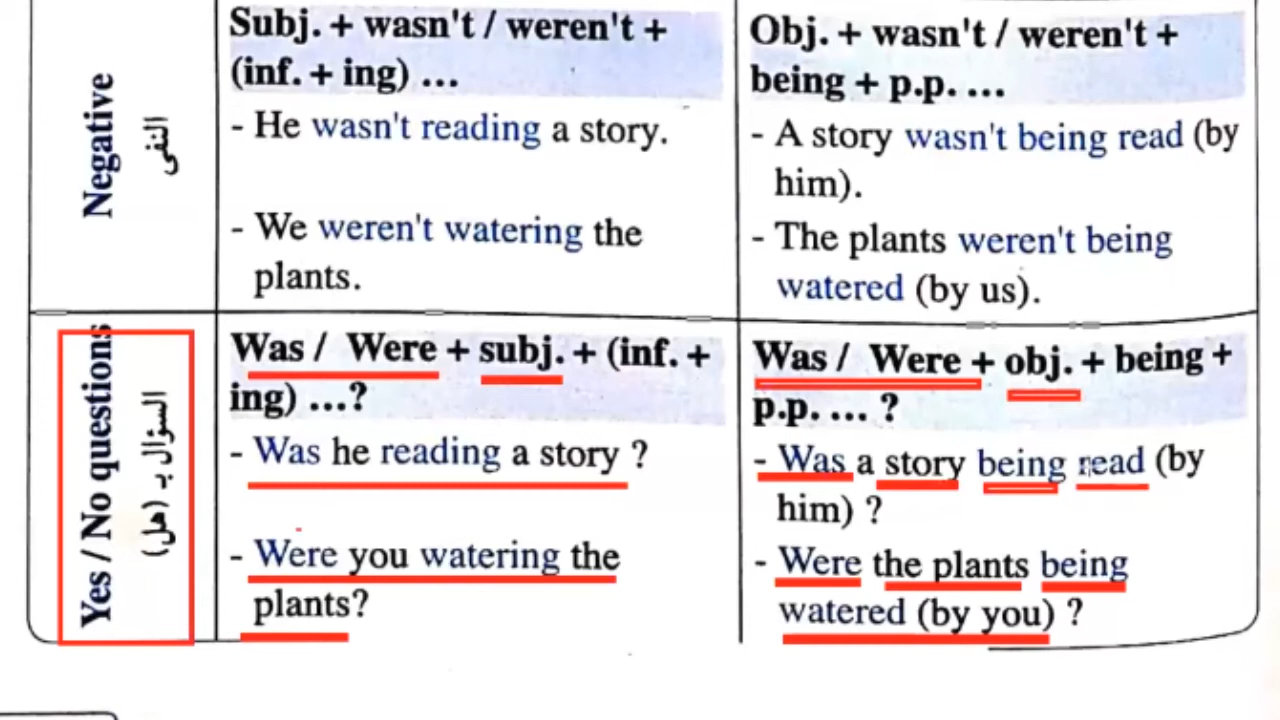 Negative
النفى
Subj. + wasn't / weren't +
(inf. + ing) ...
- He wasn't reading a story.
- We weren't watering the
plants.
Obj. + wasn't / weren't +
being + p.p. ...
- A story wasn't being read (by
him).
- The plants weren't being
watered (by us).
Yes / No questions
السؤال بـ (هل)
Was / Were + subj. + (inf. +
ing) ...?
- Was he reading a story ?
- Were you watering the
plants?
Was / Were + obj. + being +
p.p. ... ?
- Was a story being read (by
him) ?
- Were the plants being
watered (by you) ?